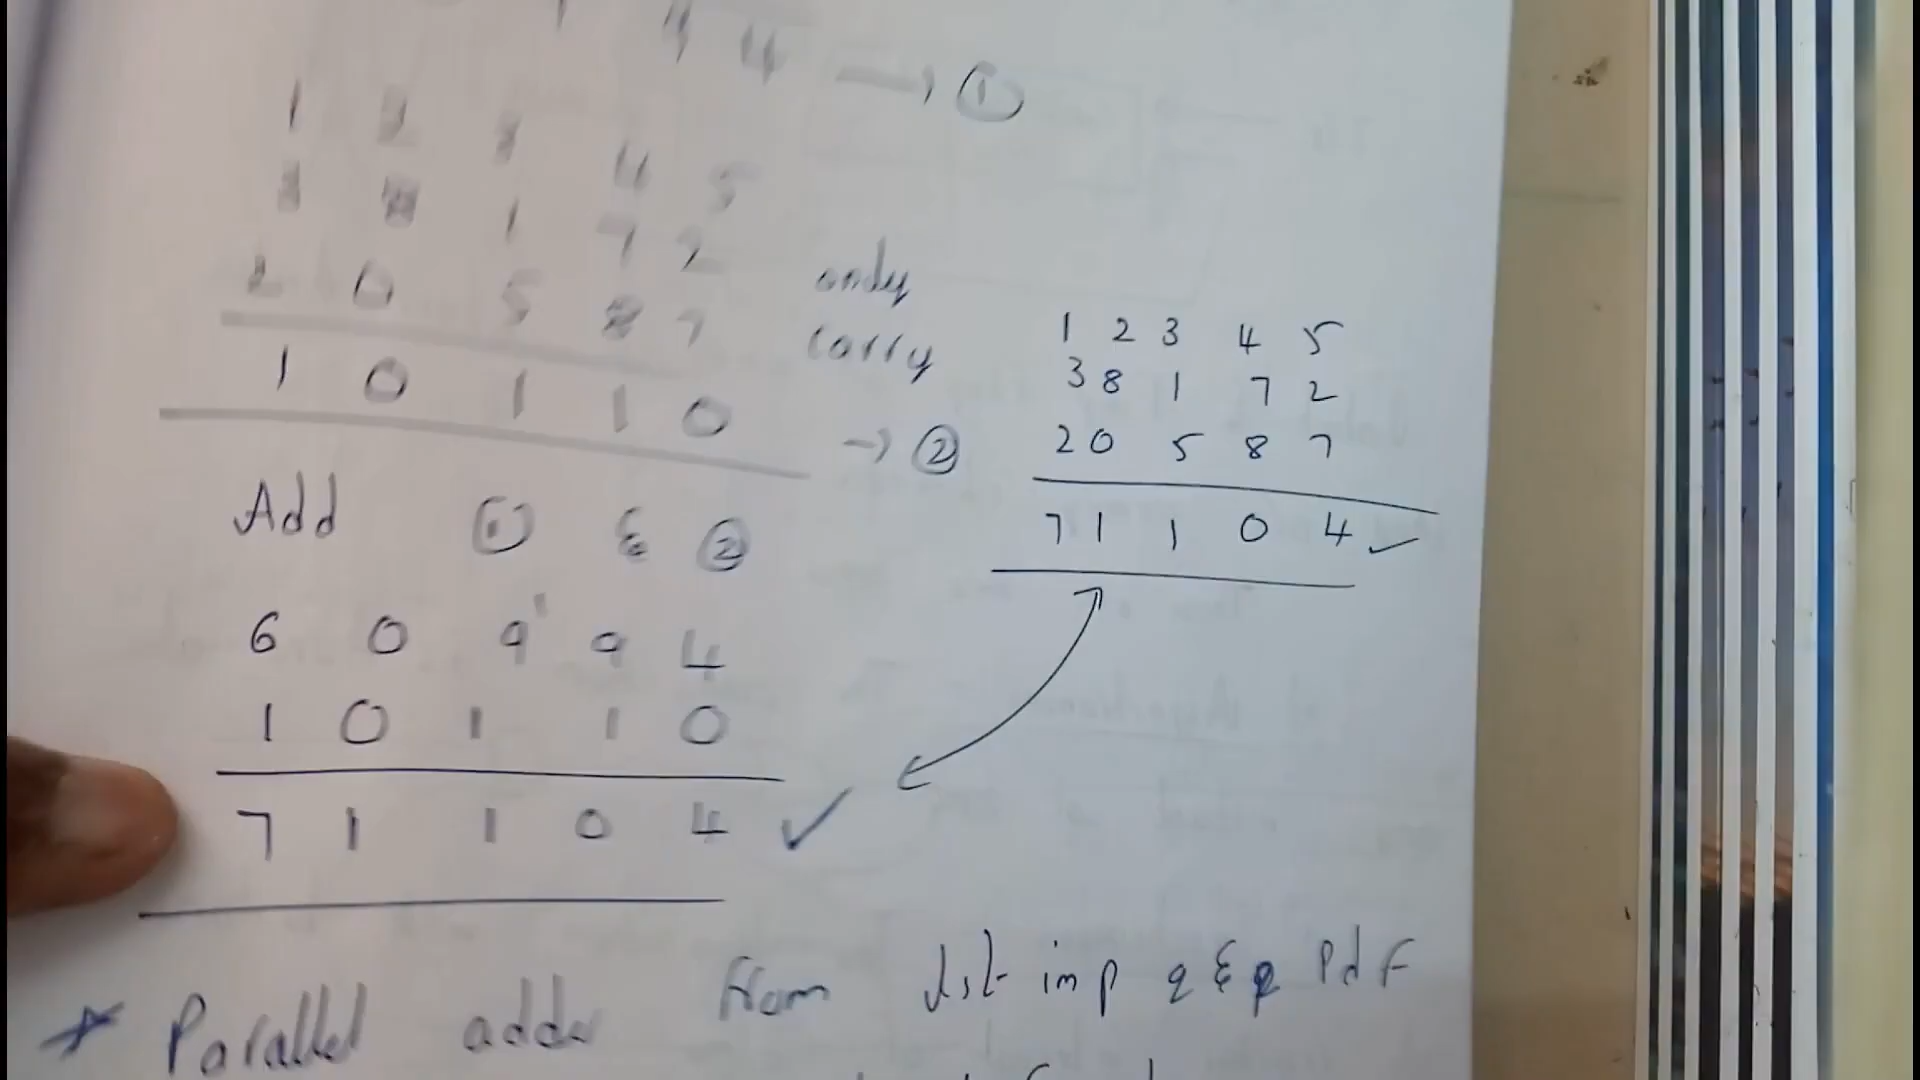 4 4 → ①
1 2 3 4 5
3 8 1 7 2
2 0 5 8 7
only
carry
1 0 1 1 0
→ ②
Add ① & ②
6 0 9 9 4
1 0 1 1 0
7 1 1 0 4 ✓
1 2 3 4 5
3 8 1 7 2
2 0 5 8 7
7 1 1 0 4 ✓
* Parallel adder from imp q & Pdf